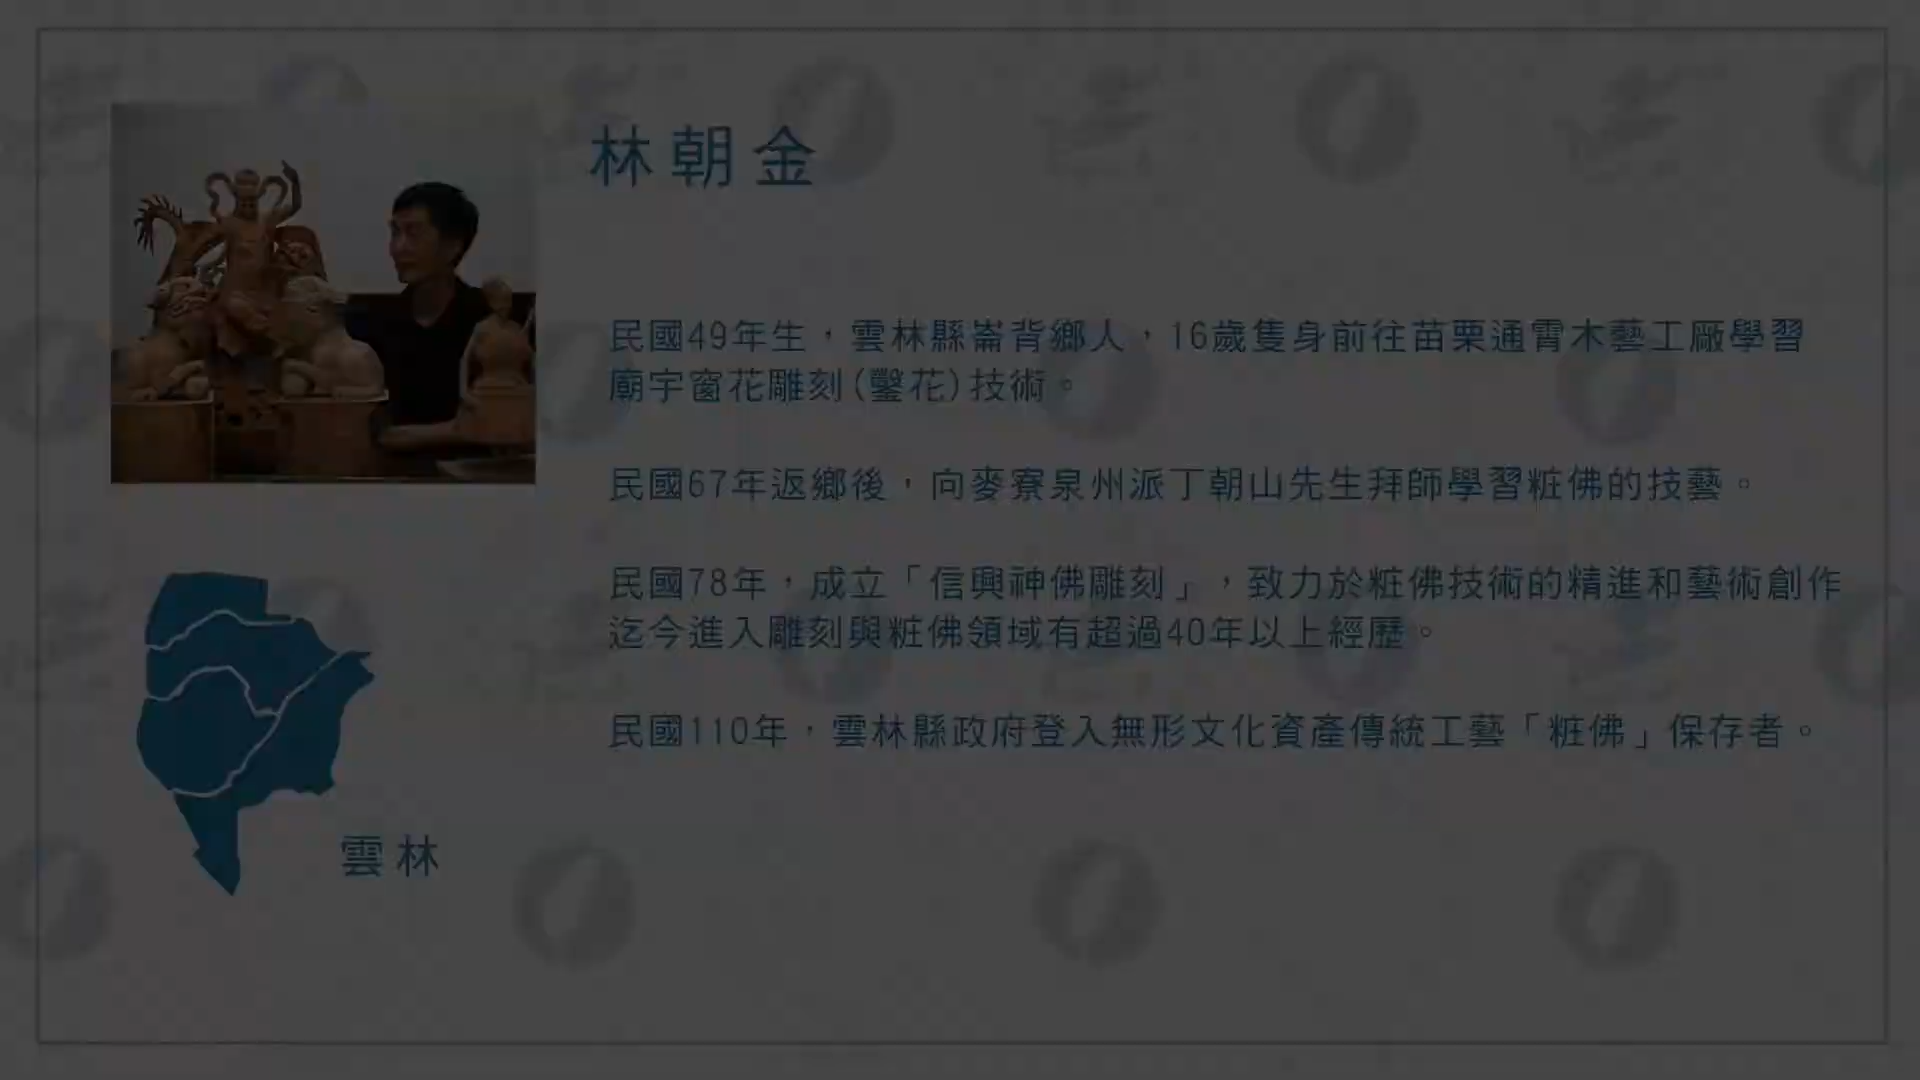 林朝金
民國49年生，雲林縣崙背鄉人，16歲隻身前往苗栗通霄木藝工廠學習
廟宇窗花雕刻(鑿花)技術。
民國67年返鄉後，向麥寮泉州派丁朝山先生拜師學習粧佛的技藝。
民國78年，成立「信興神佛雕刻」，致力於粧佛技術的精進和藝術創作
迄今進入雕刻與粧佛領域有超過40年以上經歷。
民國110年，雲林縣政府登入無形文化資產傳統工藝「粧佛」保存者。
雲林